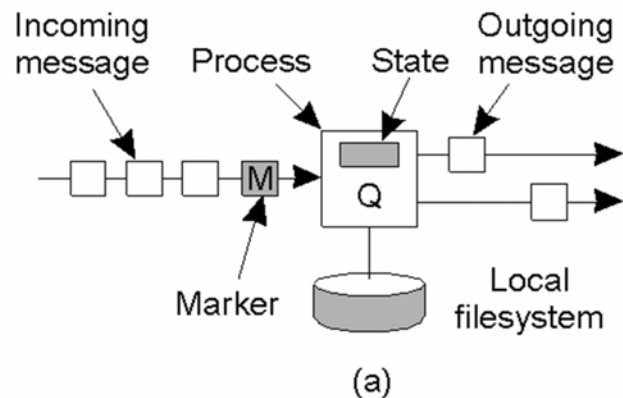 Incoming
message
Process
State
Outgoing
message
M
Q
Marker
Local
filesystem
(a)